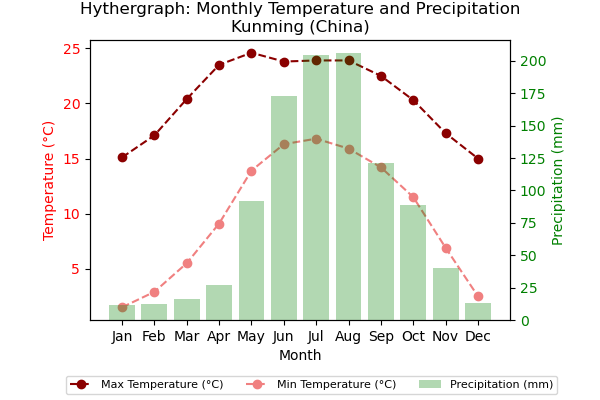 Hythergraph: Monthly Temperature and Precipitation
Kunming (China)
25
20
15
10
5
Temperature (°C)
200
175
150
125
100
75
50
25
0
Precipitation (mm)
Jan Feb Mar Apr May Jun Jul Aug Sep Oct Nov Dec
Month
Max Temperature (°C) Min Temperature (°C) Precipitation (mm)